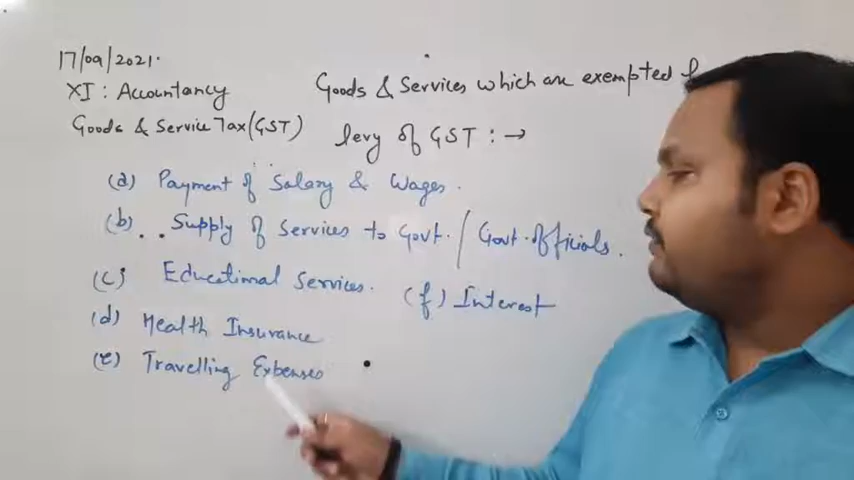 17/09/2021.
XI : Accountancy
Goods & Services which are exempted f
Goods & Service Tax (GST)
levy of GST : →
(a) Payment of Salary & Wages.
(b) Supply of Services to Govt. / Govt. officials.
(c) Educational Services.
(f) Interest
(d) Health Insurance
(e) Travelling Expenses